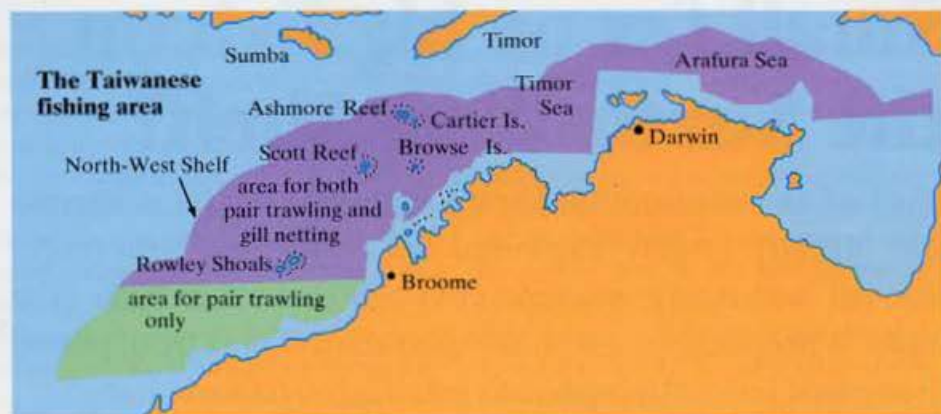 The Taiwanese
fishing area
Sumba
Timor
Arafura Sea
Timor
Sea
Ashmore Reef
Cartier Is.
Scott Reef
Browse Is.
North-West Shelf
area for both
pair trawling and
gill netting
Darwin
Rowley Shoals
Broome
area for pair trawling
only